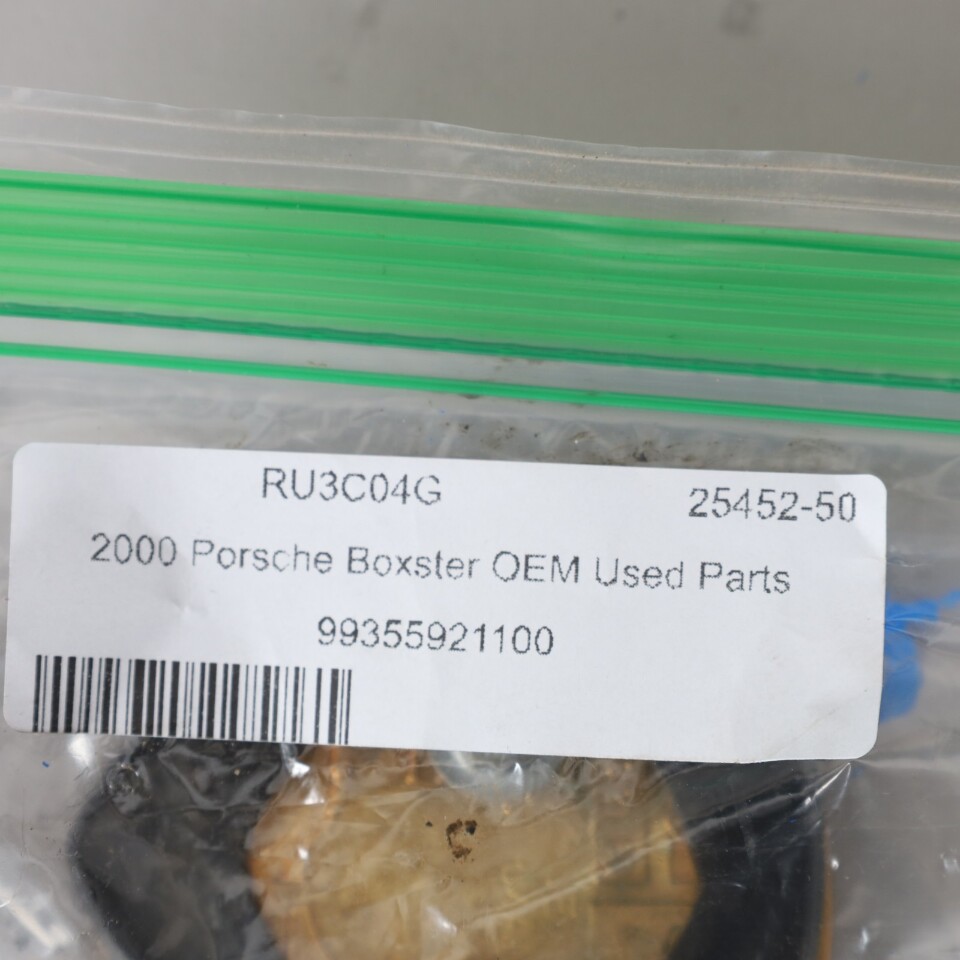 RU3C04G 25452-50
2000 Porsche Boxster OEM Used Parts
99355921100